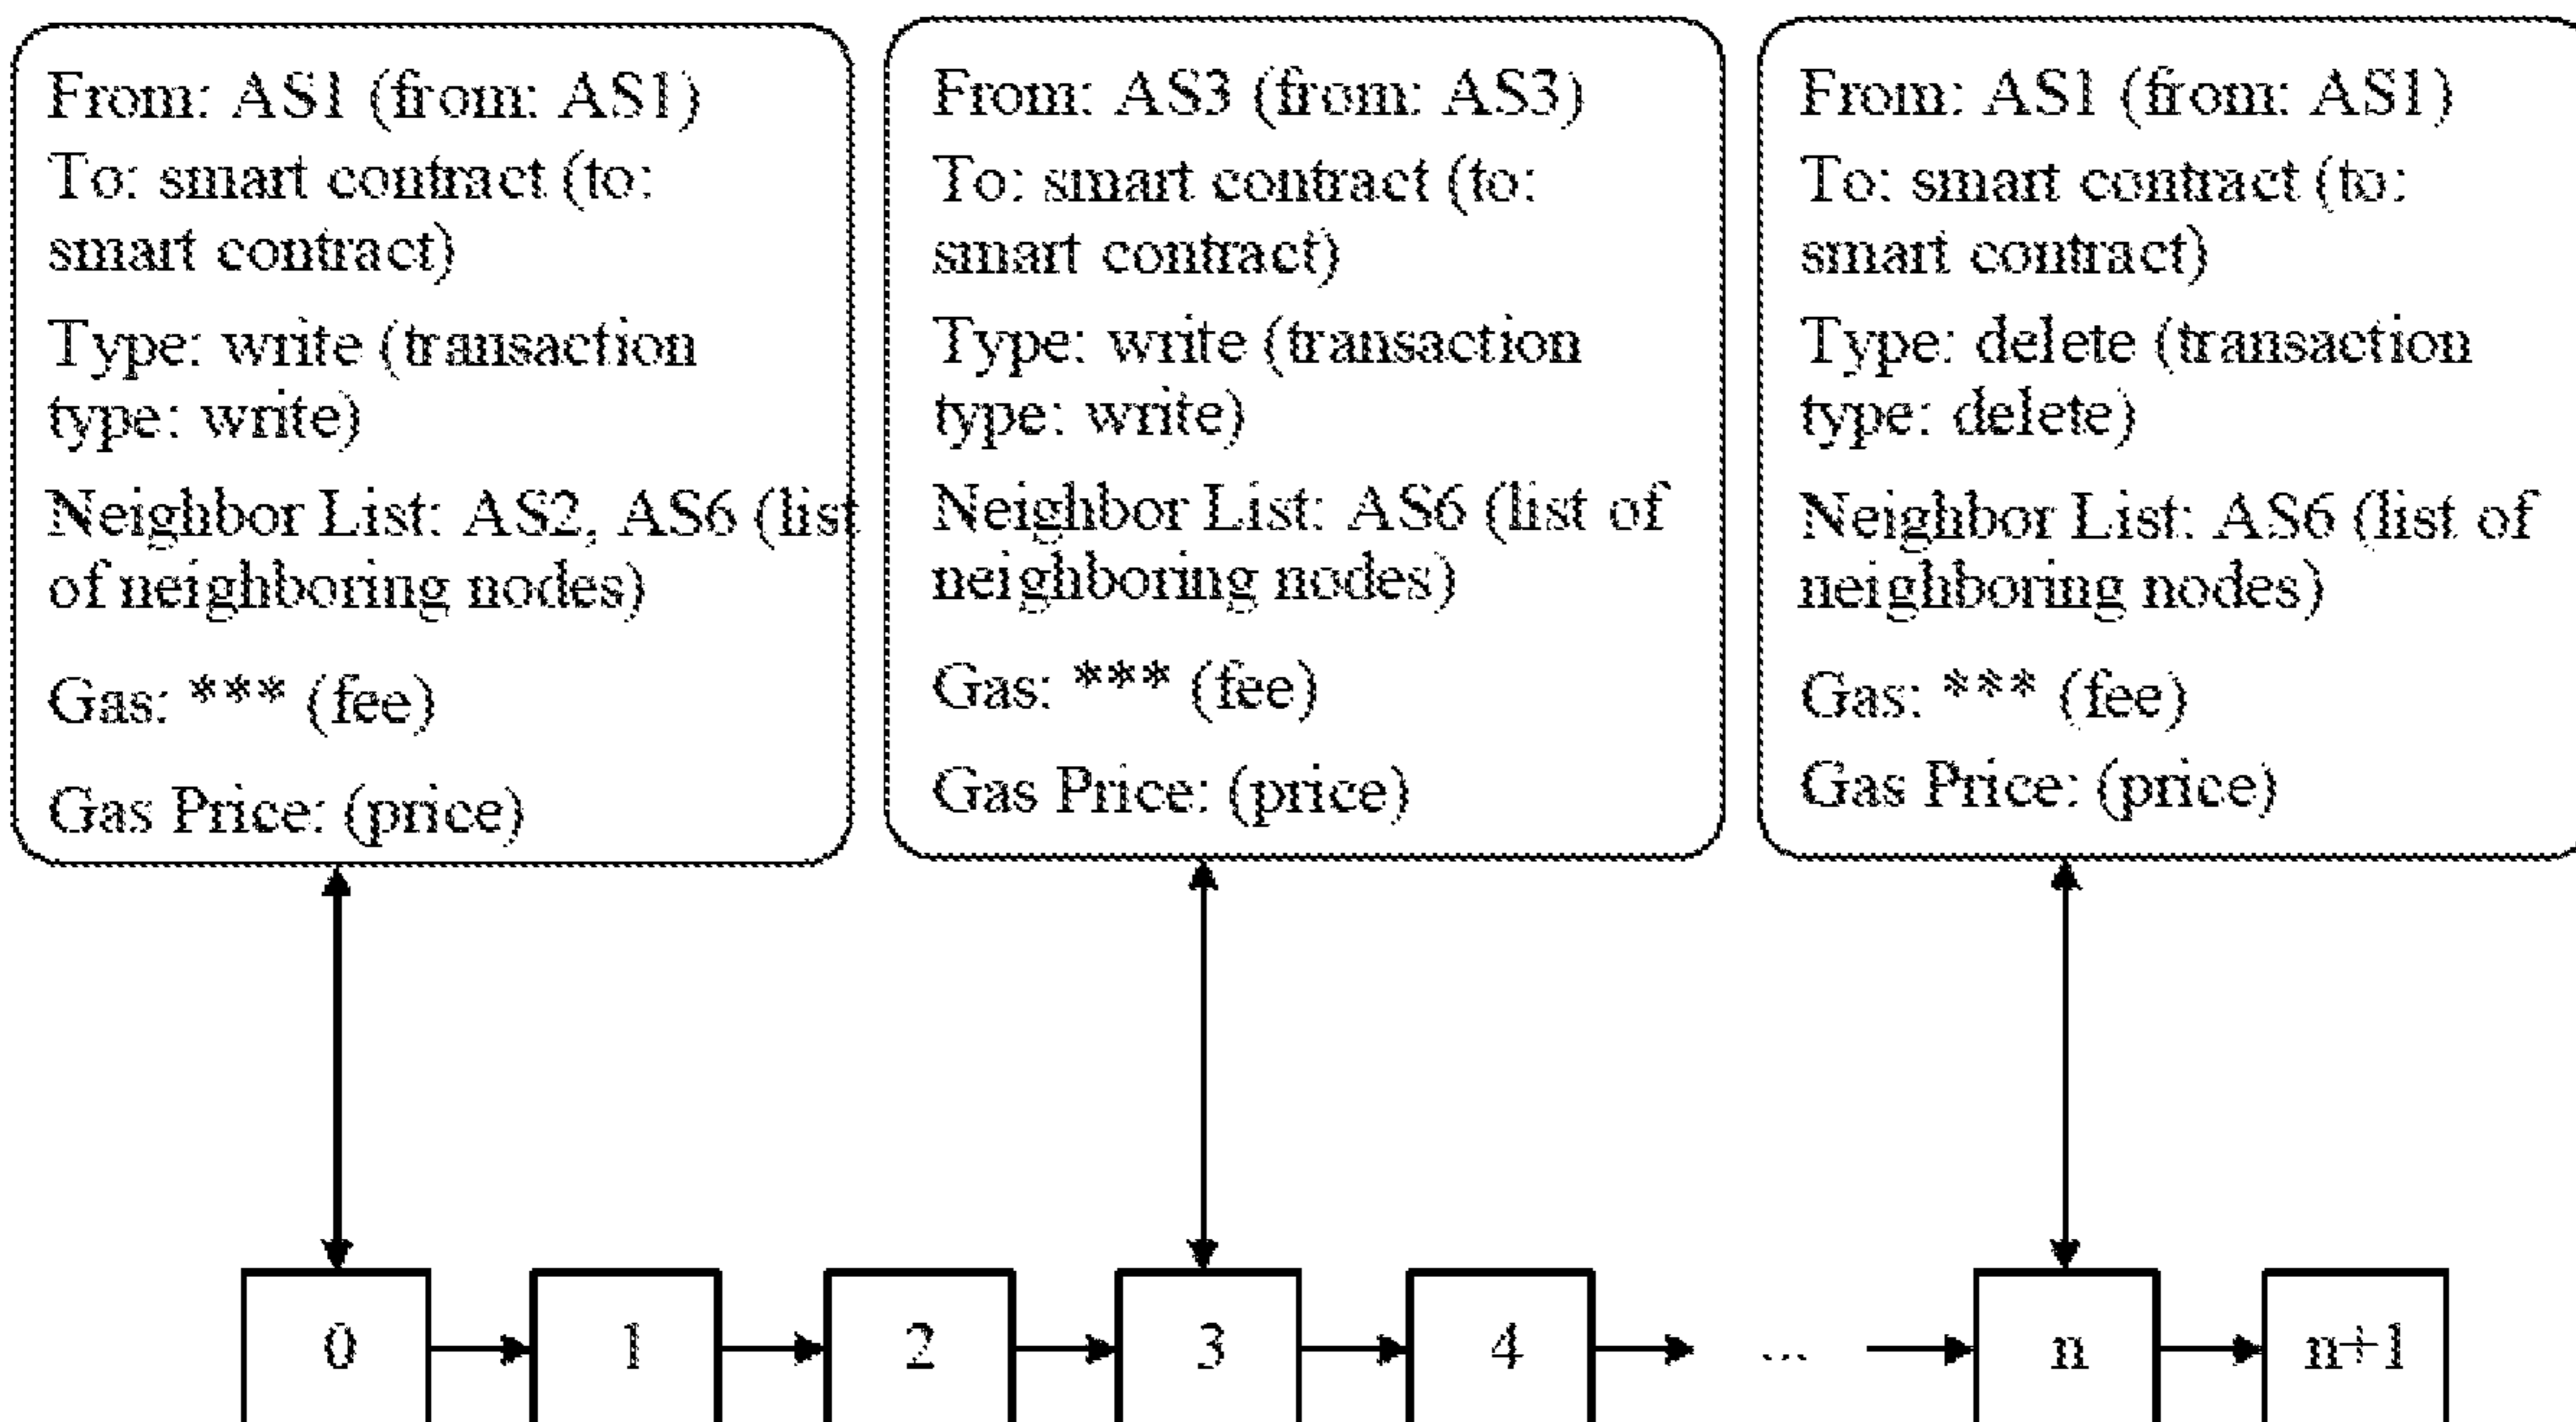 From: AS1 (from: AS1)
To: smart contract (to:
smart contract)
Type: write (transaction
type: write)
Neighbor List: AS2, AS6 (list
of neighboring nodes)
Gas: *** (fee)
Gas Price: (price)
From: AS3 (from: AS3)
To: smart contract (to:
smart contract)
Type: write (transaction
type: write)
Neighbor List: AS6 (list of
neighboring nodes)
Gas: *** (fee)
Gas Price: (price)
From: AS1 (from: AS1)
To: smart contract (to:
smart contract)
Type: delete (transaction
type: delete)
Neighbor List: AS6 (list of
neighboring nodes)
Gas: *** (fee)
Gas Price: (price)
0 1 2 3 4 ... n n+1